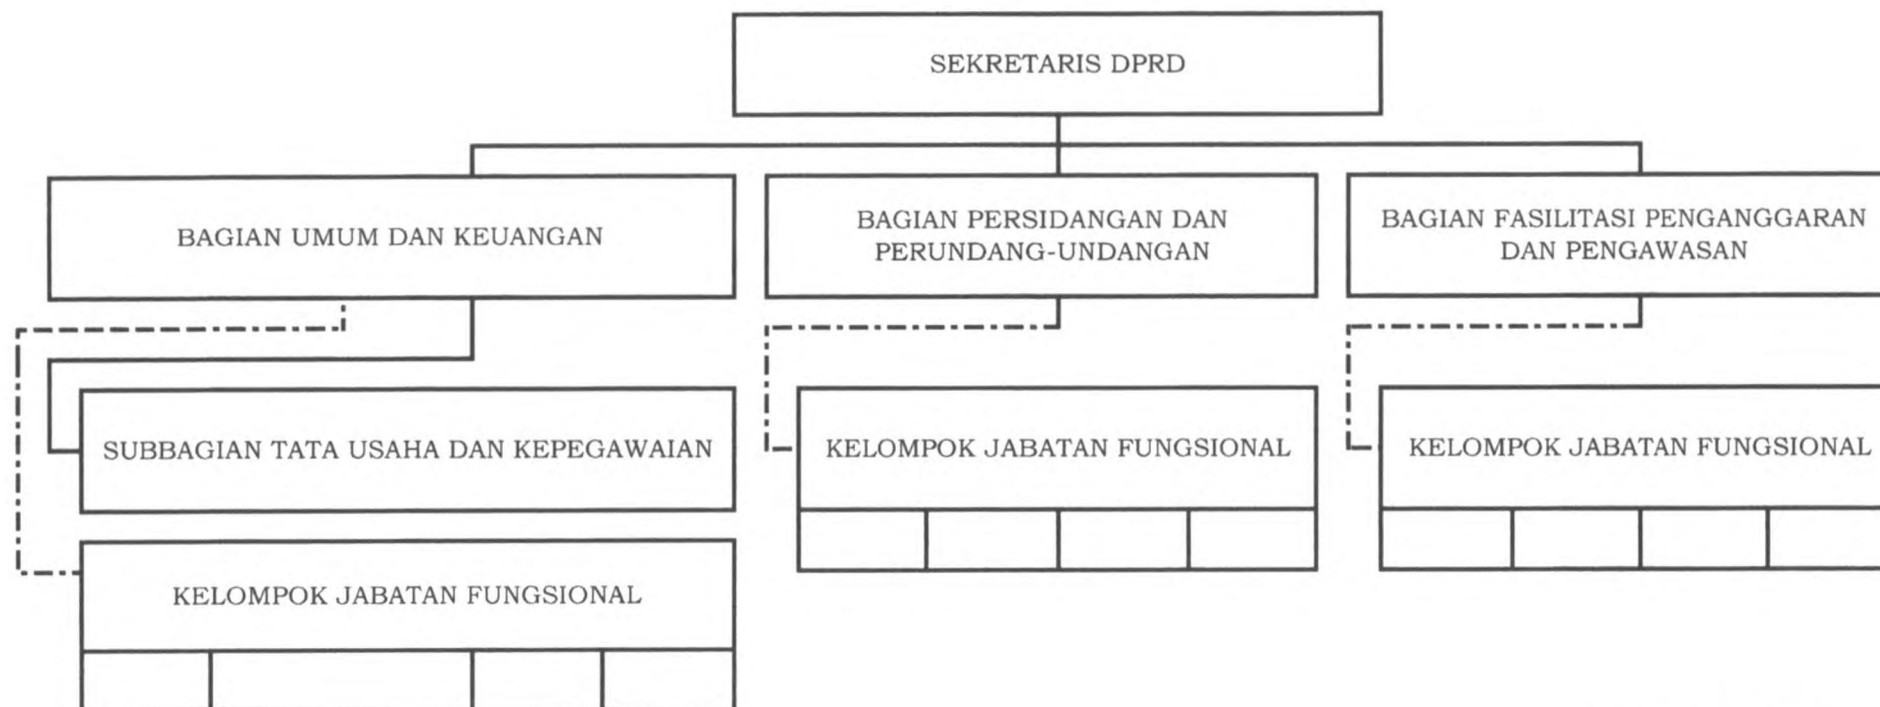 SEKRETARIS DPRD
BAGIAN UMUM DAN KEUANGAN
BAGIAN PERSIDANGAN DAN
PERUNDANG-UNDANGAN
BAGIAN FASILITASI PENGANGGARAN
DAN PENGAWASAN
SUBBAGIAN TATA USAHA DAN KEPEGAWAIAN
KELOMPOK JABATAN FUNGSIONAL
KELOMPOK JABATAN FUNGSIONAL
KELOMPOK JABATAN FUNGSIONAL